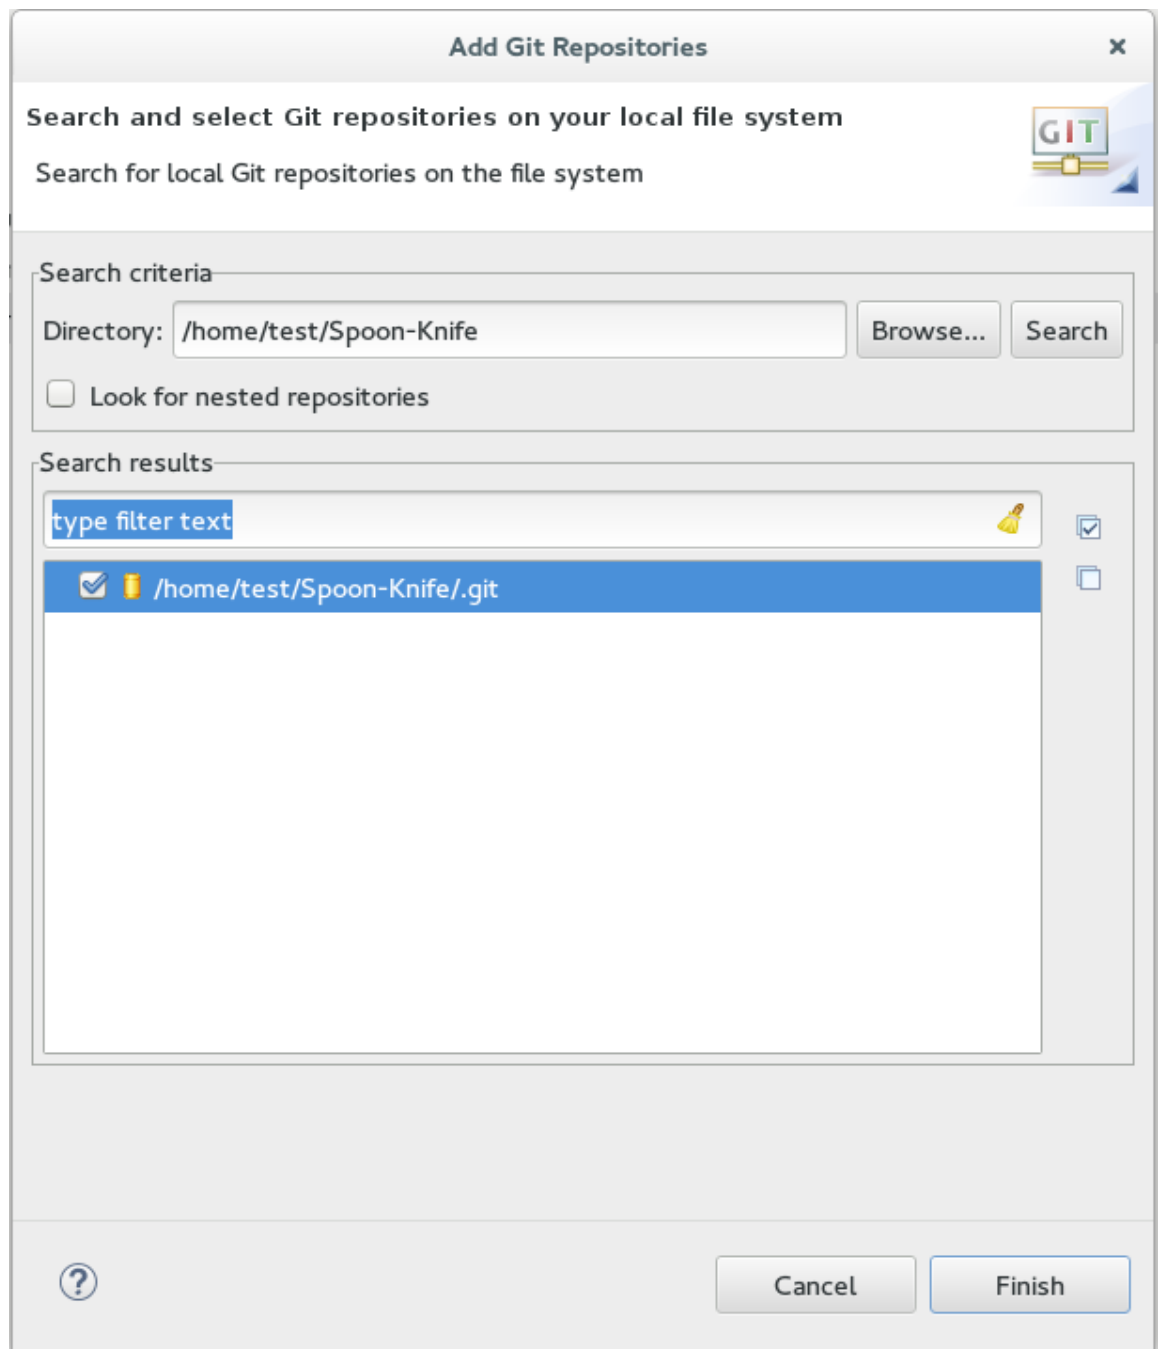 Add Git Repositories
Search and select Git repositories on your local file system
Search for local Git repositories on the file system
GIT
Search criteria
Directory: /home/test/Spoon-Knife Browse... Search
Look for nested repositories
Search results
type filter text
/home/test/Spoon-Knife/.git
? Cancel Finish